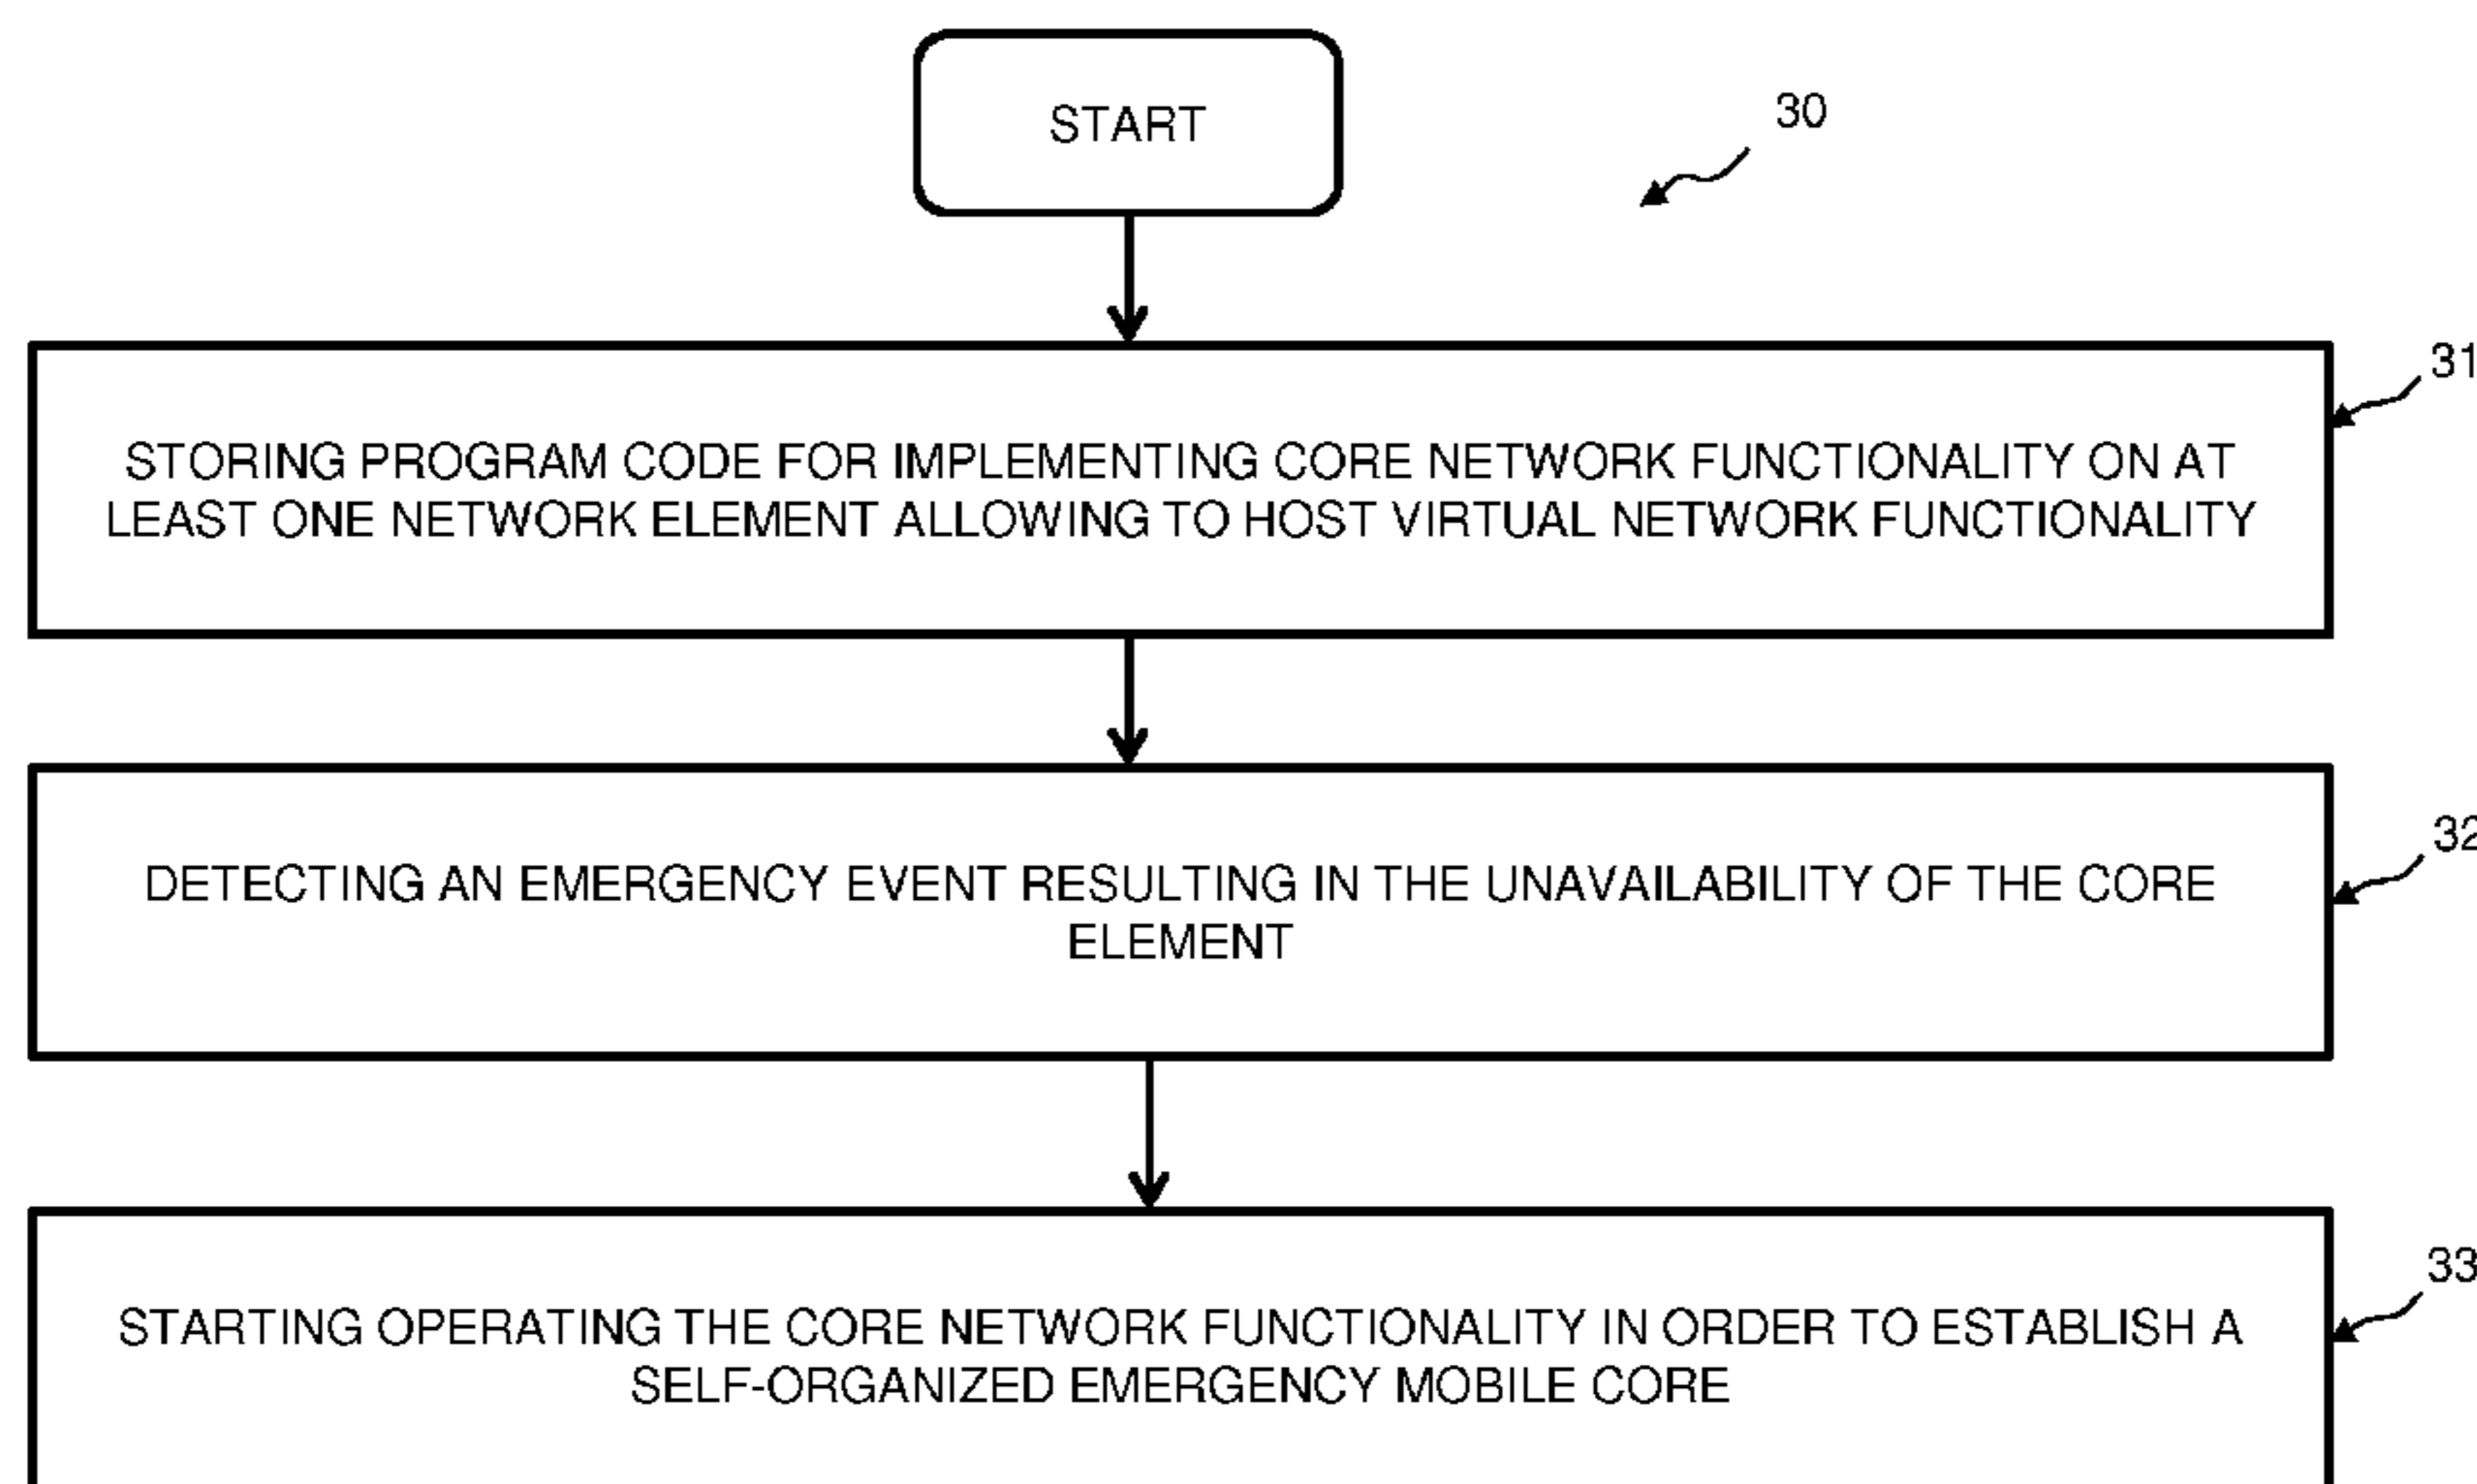 START
30
31
STORING PROGRAM CODE FOR IMPLEMENTING CORE NETWORK FUNCTIONALITY ON AT
LEAST ONE NETWORK ELEMENT ALLOWING TO HOST VIRTUAL NETWORK FUNCTIONALITY
32
DETECTING AN EMERGENCY EVENT RESULTING IN THE UNAVAILABILITY OF THE CORE
ELEMENT
33
STARTING OPERATING THE CORE NETWORK FUNCTIONALITY IN ORDER TO ESTABLISH A
SELF-ORGANIZED EMERGENCY MOBILE CORE